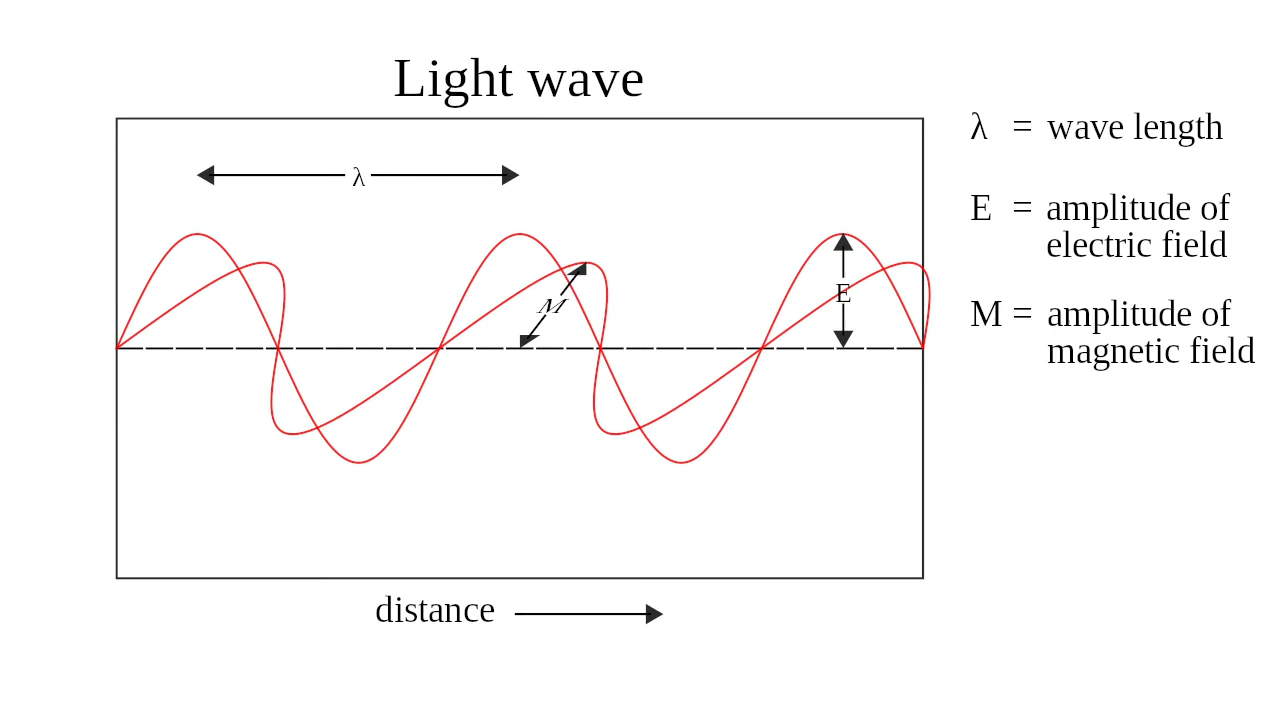 Light wave
λ
M
E
distance
λ = wave length
E = amplitude of
electric field
M = amplitude of
magnetic field